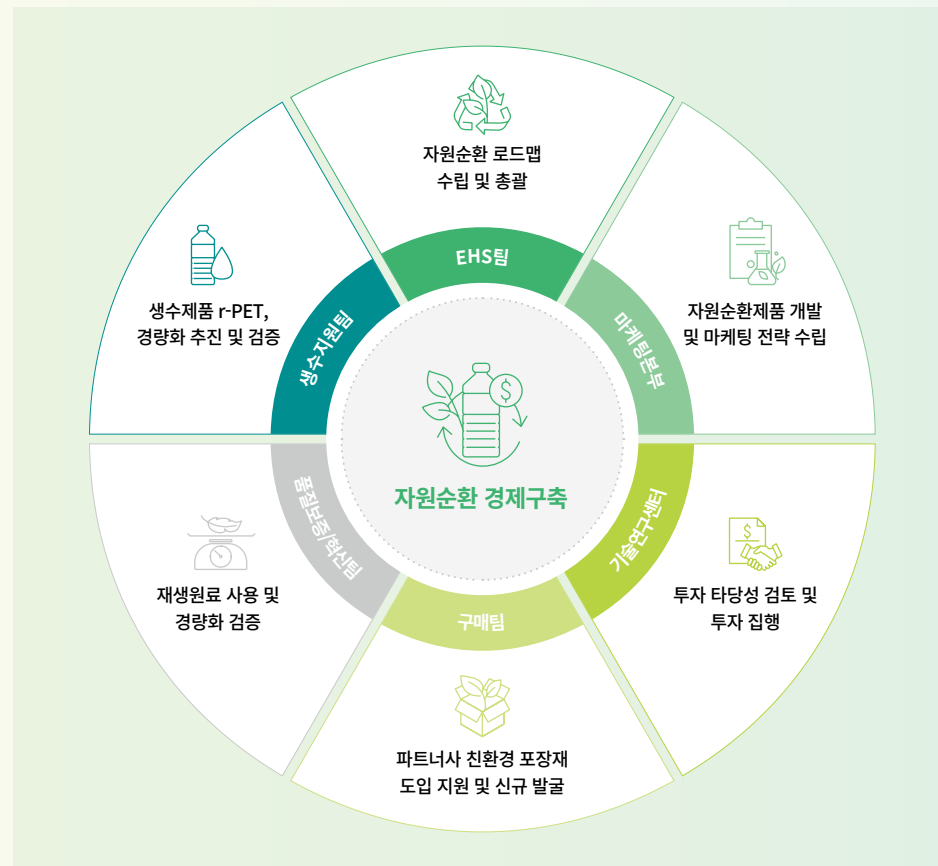 자원순환 로드맵
수립 및 총괄
EHS팀
자원순환제품 개발
및 마케팅 전략 수립
마케팅본부
투자 타당성 검토 및
투자 집행
기술연구센터
파트너사 친환경 포장재
도입 지원 및 신규 발굴
구매팀
재생원료 사용 및
경량화 검증
품질보증/혁신팀
생수제품 r-PET,
경량화 추진 및 검증
생수지원팀
$
자원순환 경제구축
$